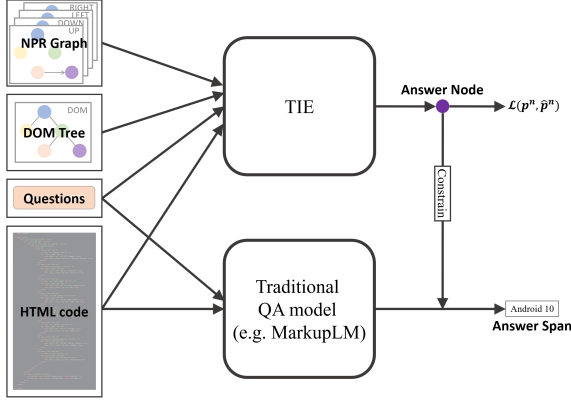 RIGHT
LEFT
DOWN
UP
NPR Graph
DOM
DOM Tree
Questions
HTML code
TIE
Traditional
QA model
(e.g. MarkupLM)
Answer Node
ℒ(pⁿ, p̂ⁿ)
Constrain
Android 10
Answer Span